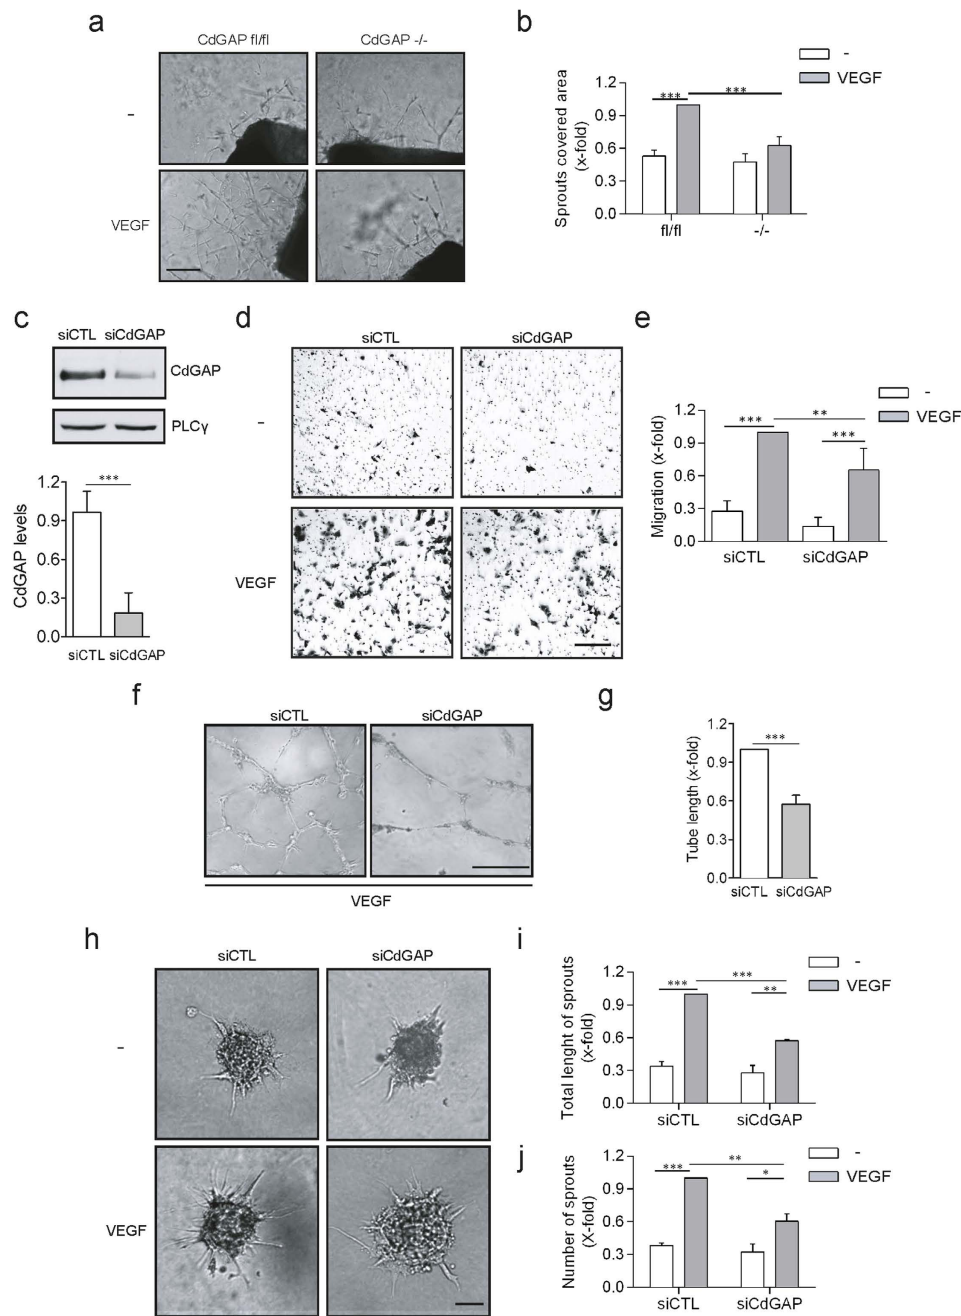 a
CdGAP fl/fl
CdGAP -/-
-
VEGF
b
-
VEGF
Sprouts covered area
(x-fold)
1.2
0.9
0.6
0.3
0.0
***
***
fl/fl
-/-
c
siCTL siCdGAP
CdGAP
PLCγ
CdGAP levels
1.2
0.9
0.6
0.3
0.0
***
siCTL siCdGAP
d
siCTL
siCdGAP
-
VEGF
e
-
VEGF
Migration (x-fold)
1.2
0.9
0.6
0.3
0.0
***
**
***
siCTL
siCdGAP
f
siCTL
siCdGAP
VEGF
g
Tube length (x-fold)
1.2
0.9
0.6
0.3
0.0
***
siCTL siCdGAP
h
siCTL
siCdGAP
-
VEGF
i
-
VEGF
Total lenght of sprouts
(x-fold)
1.2
0.9
0.6
0.3
0.0
***
***
**
siCTL
siCdGAP
j
-
VEGF
Number of sprouts
(X-fold)
1.2
0.9
0.6
0.3
0.0
***
**
*
siCTL
siCdGAP